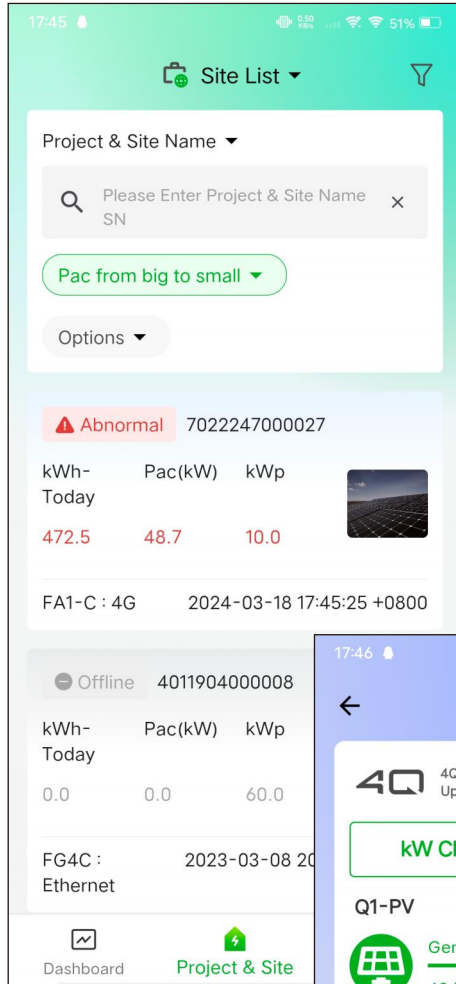 17:45 0.50 KB/s 51%
Site List
Project & Site Name
Please Enter Project & Site Name
SN
Pac from big to small
Options
Abnormal 7022247000027
kWh-
Today Pac(kW) kWp
472.5 48.7 10.0
FA1-C : 4G 2024-03-18 17:45:25 +0800
Offline 4011904000008
kWh-
Today Pac(kW) kWp
0.0 0.0 60.0
FG4C :
Ethernet 2023-03-08 20
Dashboard Project & Site
17:46
4Q
kW
Q1-PV